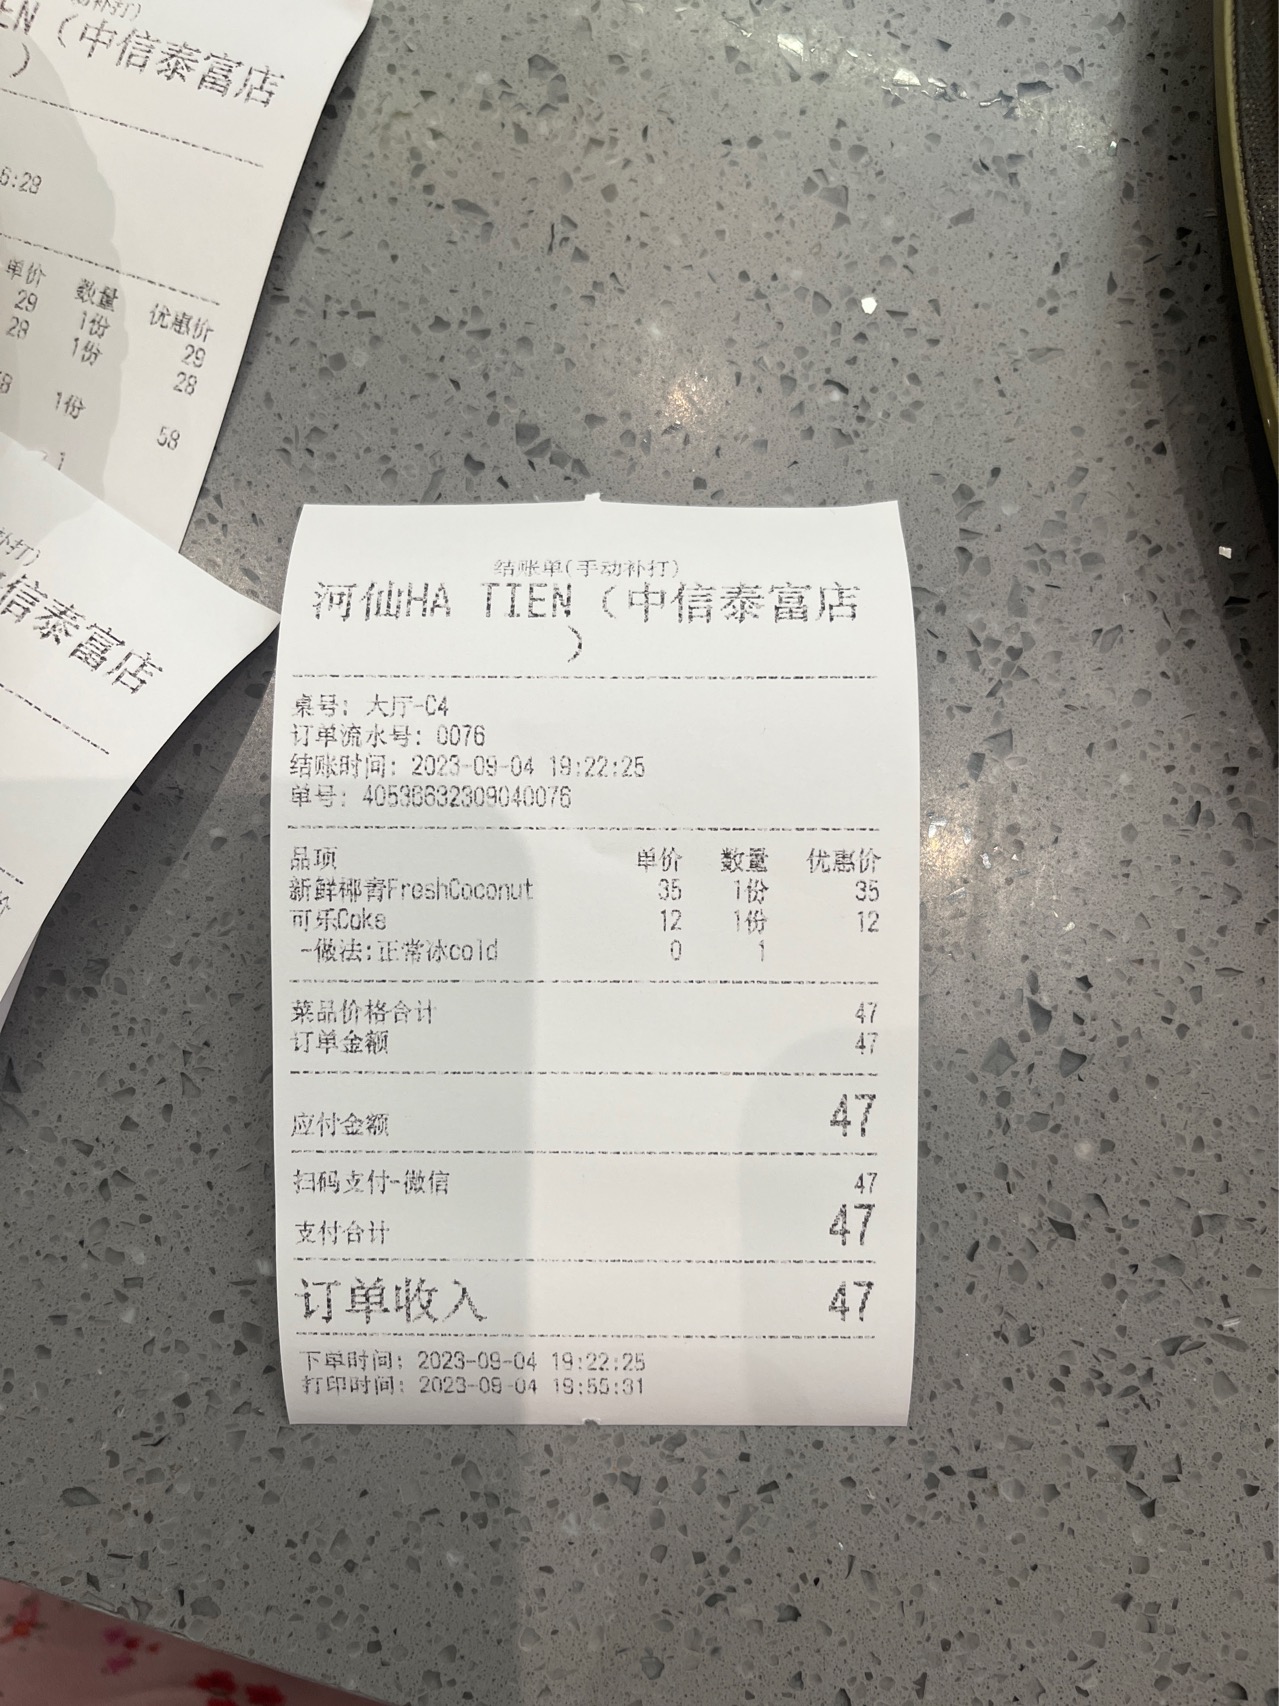 EN（中信泰富店
）
6:28
单价 数量 优惠价
29 1份 29
28 1份 28
58 1份 58
1
补打)
信泰富店
结账单(手动补打)
河仙HA TIEN（中信泰富店
）
桌号: 大厅-C4
订单流水号: 0076
结账时间: 2023-09-04 19:22:25
单号: 40536632309040076
品项 单价 数量 优惠价
新鲜椰青FreshCoconut 35 1份 35
可乐Coke 12 1份 12
-做法:正常冰cold 0 1
菜品价格合计 47
订单金额 47
应付金额 47
扫码支付-微信 47
支付合计 47
订单收入 47
下单时间: 2023-09-04 19:22:25
打印时间: 2023-09-04 19:55:31